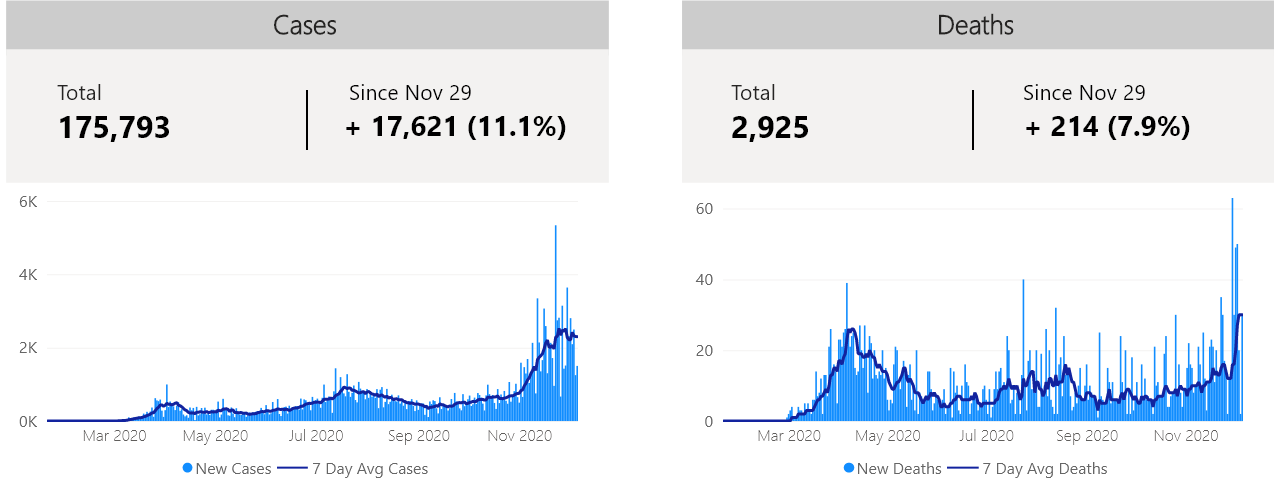 Cases
Total
175,793
Since Nov 29
+ 17,621 (11.1%)
6K
4K
2K
0K
Mar 2020 May 2020 Jul 2020 Sep 2020 Nov 2020
New Cases 7 Day Avg Cases
Deaths
Total
2,925
Since Nov 29
+ 214 (7.9%)
60
40
20
0
Mar 2020 May 2020 Jul 2020 Sep 2020 Nov 2020
New Deaths 7 Day Avg Deaths